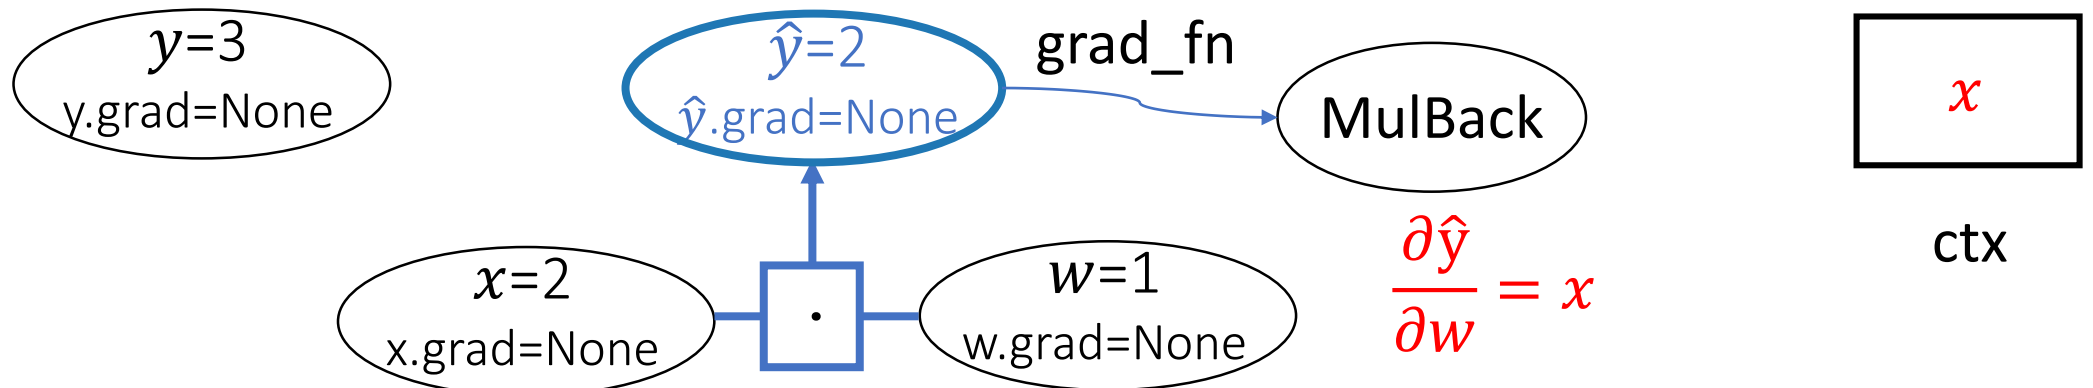 y=3
y.grad=None
ŷ=2
ŷ.grad=None
grad_fn
MulBack
x
ctx
x=2
x.grad=None
·
w=1
w.grad=None
∂ŷ/∂w = x